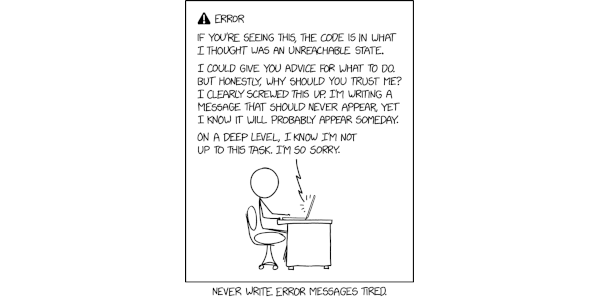 ERROR
IF YOU'RE SEEING THIS, THE CODE IS IN WHAT
I THOUGHT WAS AN UNREACHABLE STATE.
I COULD GIVE YOU ADVICE FOR WHAT TO DO.
BUT HONESTLY, WHY SHOULD YOU TRUST ME?
I CLEARLY SCREWED THIS UP. I'M WRITING A
MESSAGE THAT SHOULD NEVER APPEAR, YET
I KNOW IT WILL PROBABLY APPEAR SOMEDAY.
ON A DEEP LEVEL, I KNOW I'M NOT
UP TO THIS TASK. I'M SO SORRY.
NEVER WRITE ERROR MESSAGES TIRED.